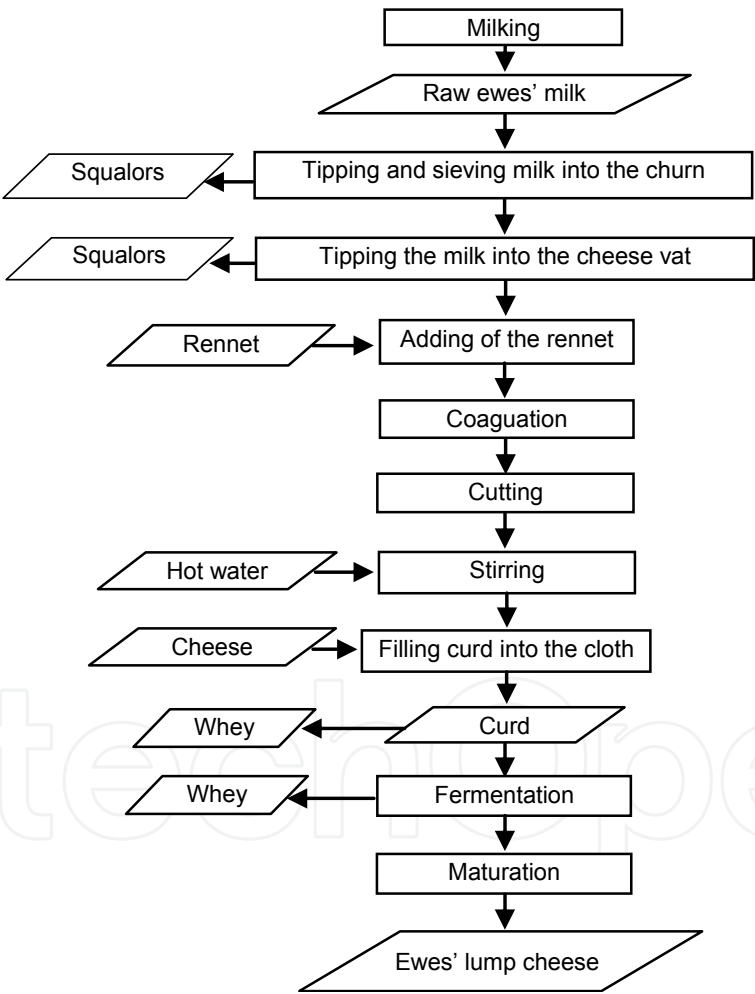 Milking
Raw ewes' milk
Squalors
Tipping and sieving milk into the churn
Squalors
Tipping the milk into the cheese vat
Rennet
Adding of the rennet
Coaguation
Cutting
Hot water
Stirring
Cheese
Filling curd into the cloth
Whey
Curd
Whey
Fermentation
Maturation
Ewes' lump cheese
techOpe